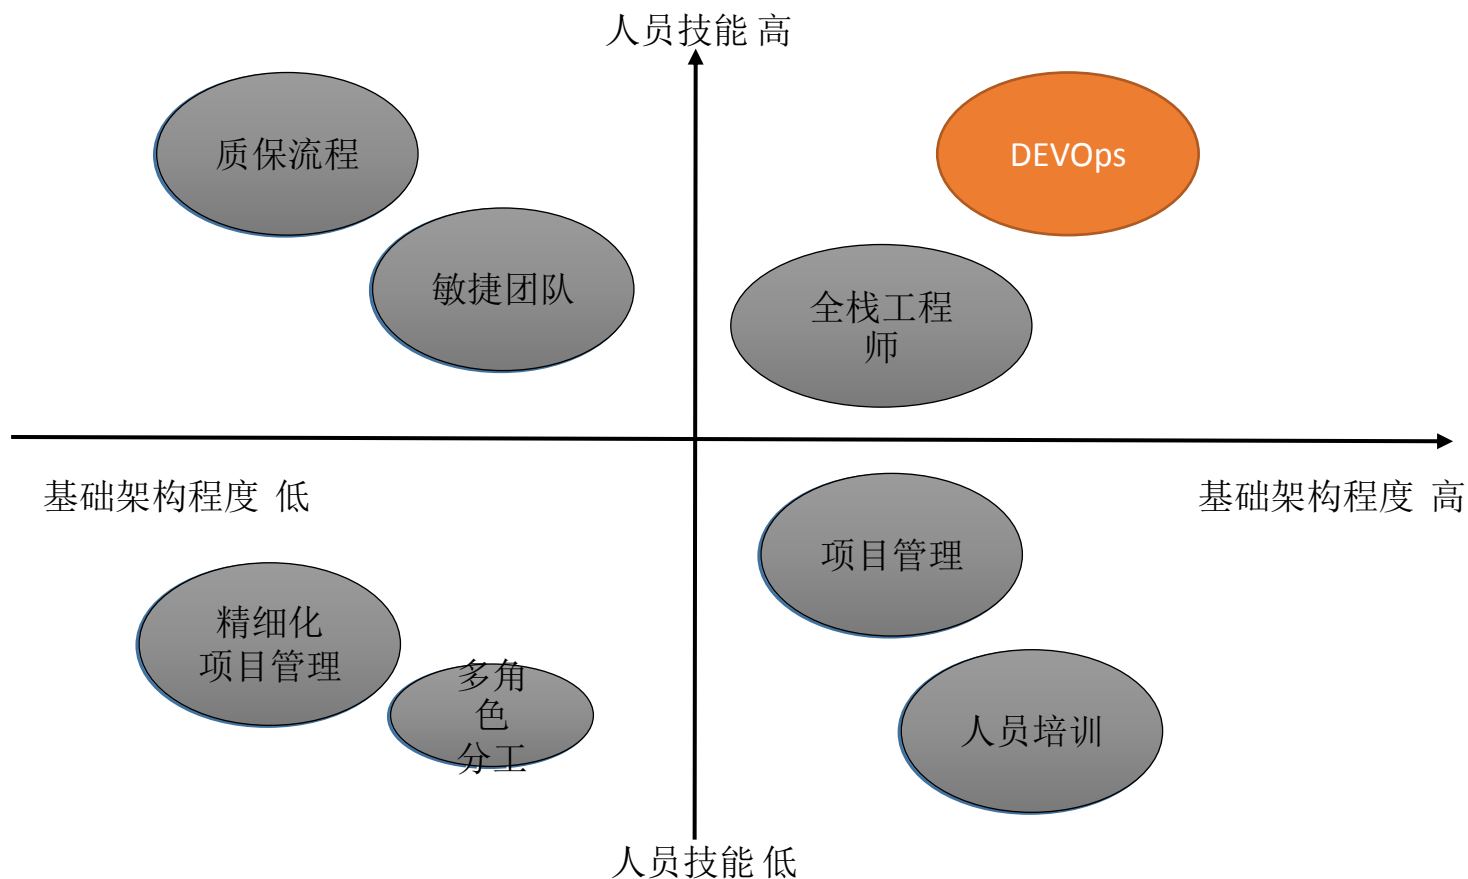 人员技能 高
质保流程
DEVOps
敏捷团队
全栈工程
师
基础架构程度 低
基础架构程度 高
项目管理
精细化
项目管理
多角
色
分工
人员培训
人员技能 低